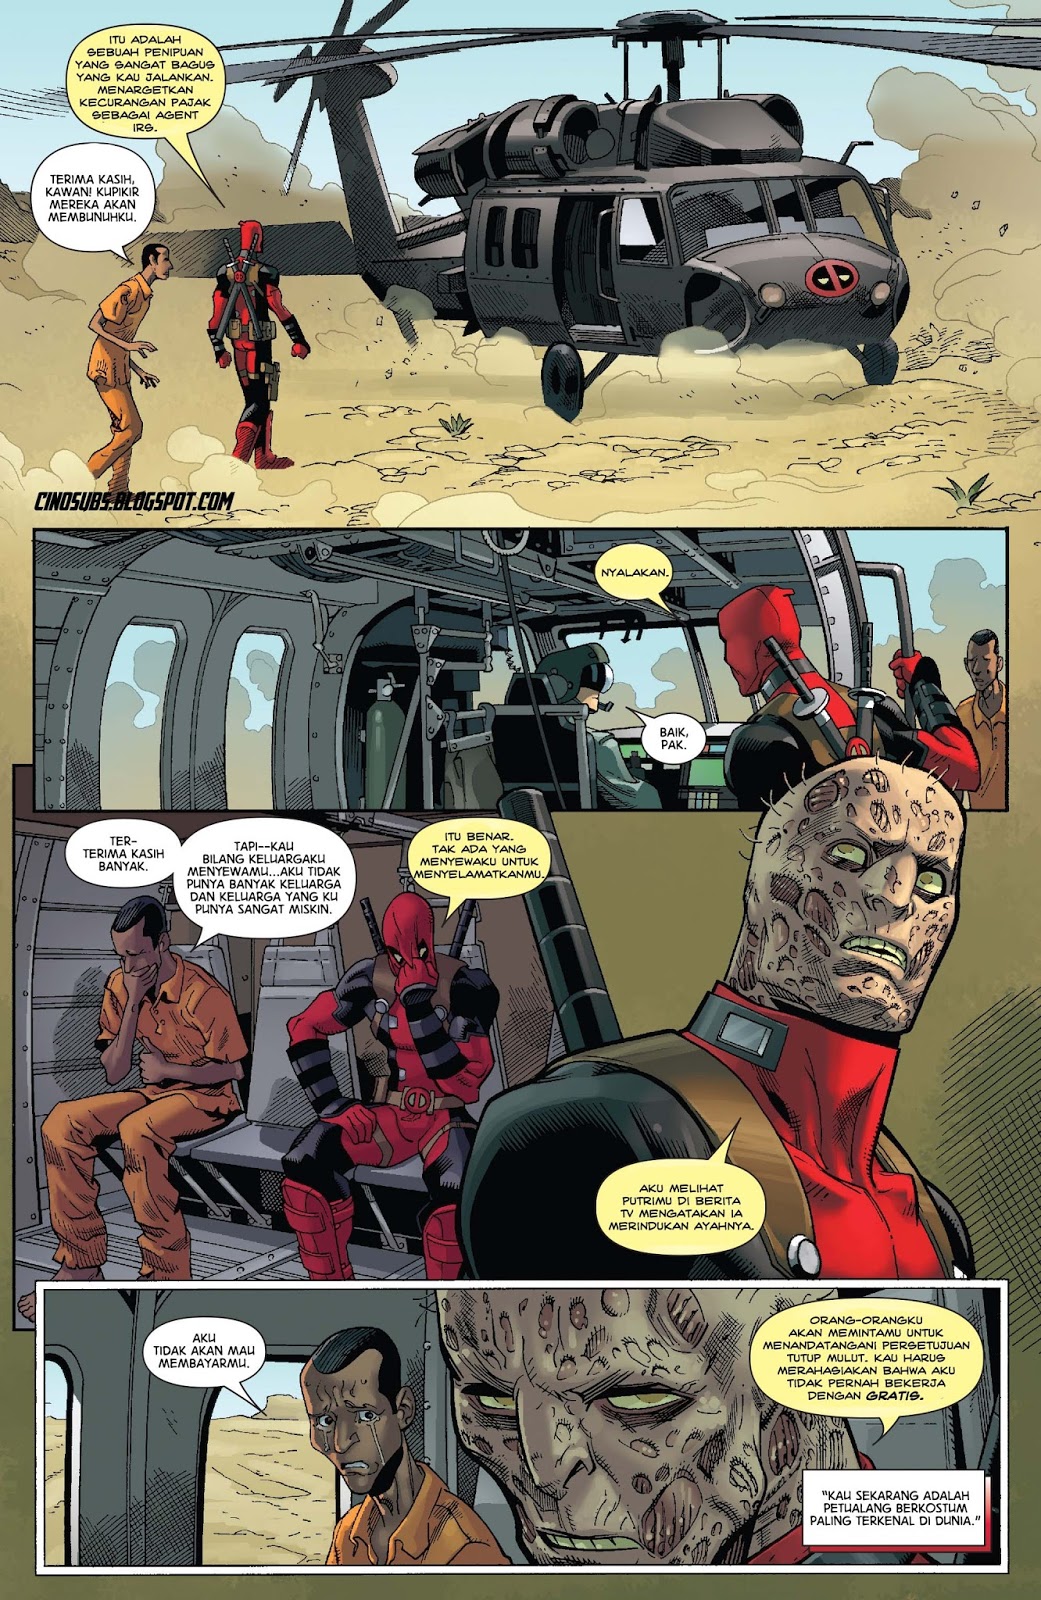 ITU ADALAH
SEBUAH PENIPUAN
YANG SANGAT BAGUS
YANG KAU JALANKAN.
MENARGETKAN
KECURANGAN PAJAK
SEBAGAI AGENT
IRS.
TERIMA KASIH,
KAWAN! KUPIKIR
MEREKA AKAN
MEMBUNUHKU.
CINOSUBS.BLOGSPOT.COM
NYALAKAN.
BAIK,
PAK.
TER-
TERIMA KASIH
BANYAK.
TAPI--KAU
BILANG KELUARGAKU
MENYEWAMU...AKU TIDAK
PUNYA BANYAK KELUARGA
DAN KELUARGA YANG KU
PUNYA SANGAT MISKIN.
ITU BENAR.
TAK ADA YANG
MENYEWAKU UNTUK
MENYELAMATKANMU.
AKU MELIHAT
PUTRIMU DI BERITA
TV MENGATAKAN IA
MERINDUKAN AYAHNYA.
AKU
TIDAK AKAN MAU
MEMBAYARMU.
ORANG-ORANGKU
AKAN MEMINTAMU UNTUK
MENANDATANGANI PERSETUJUAN
TUTUP MULUT. KAU HARUS
MERAHASIAKAN BAHWA AKU
TIDAK PERNAH BEKERJA
DENGAN GRATIS.
"KAU SEKARANG ADALAH
PETUALANG BERKOSTUM
PALING TERKENAL DI DUNIA."